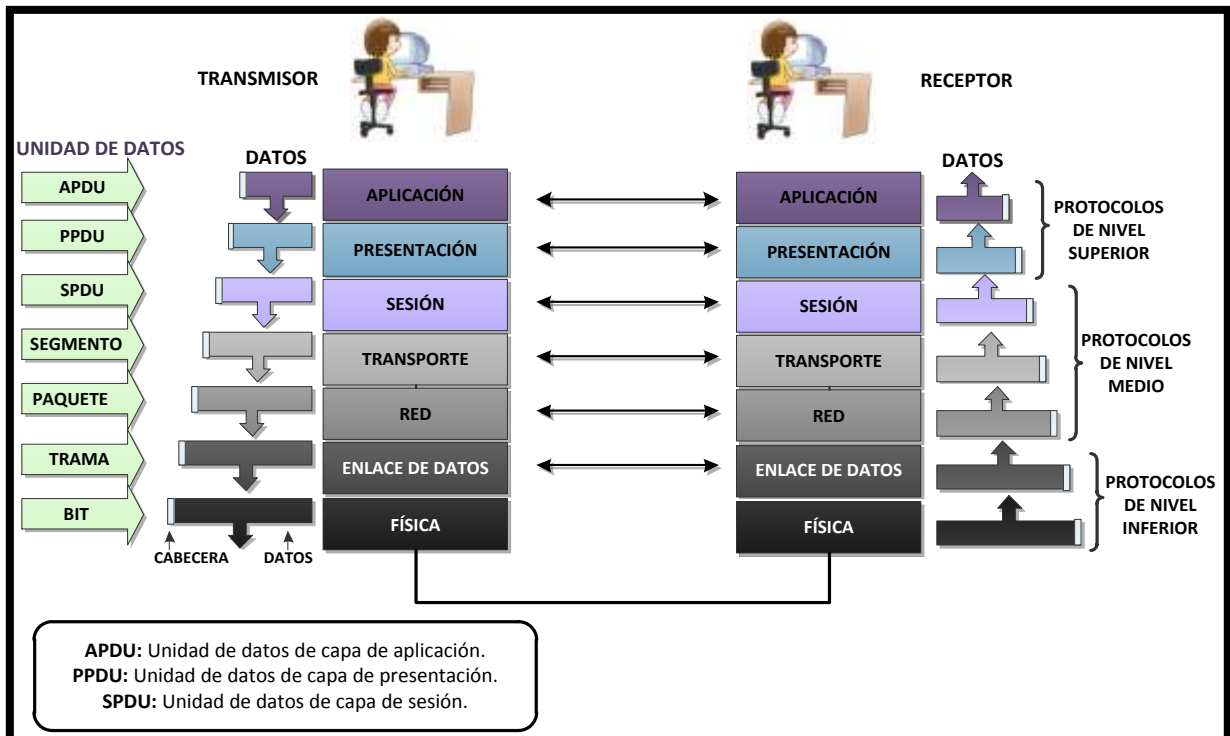 TRANSMISOR
RECEPTOR
UNIDAD DE DATOS
APDU
PPDU
SPDU
SEGMENTO
PAQUETE
TRAMA
BIT
DATOS
CABECERA
DATOS
APLICACIÓN
PRESENTACIÓN
SESIÓN
TRANSPORTE
RED
ENLACE DE DATOS
FÍSICA
APLICACIÓN
PRESENTACIÓN
SESIÓN
TRANSPORTE
RED
ENLACE DE DATOS
FÍSICA
DATOS
PROTOCOLOS
DE NIVEL
SUPERIOR
PROTOCOLOS
DE NIVEL
MEDIO
PROTOCOLOS
DE NIVEL
INFERIOR
APDU: Unidad de datos de capa de aplicación.
PPDU: Unidad de datos de capa de presentación.
SPDU: Unidad de datos de capa de sesión.